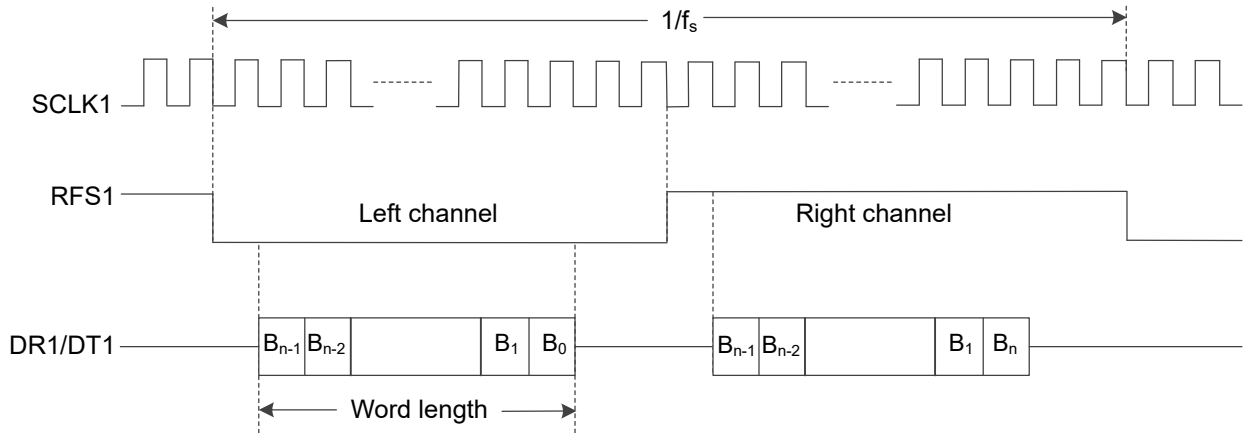 1/fs
SCLK1
RFS1
Left channel
Right channel
DR1/DT1
Bn-1 Bn-2 B1 B0 Bn-1 Bn-2 B1 Bn
Word length